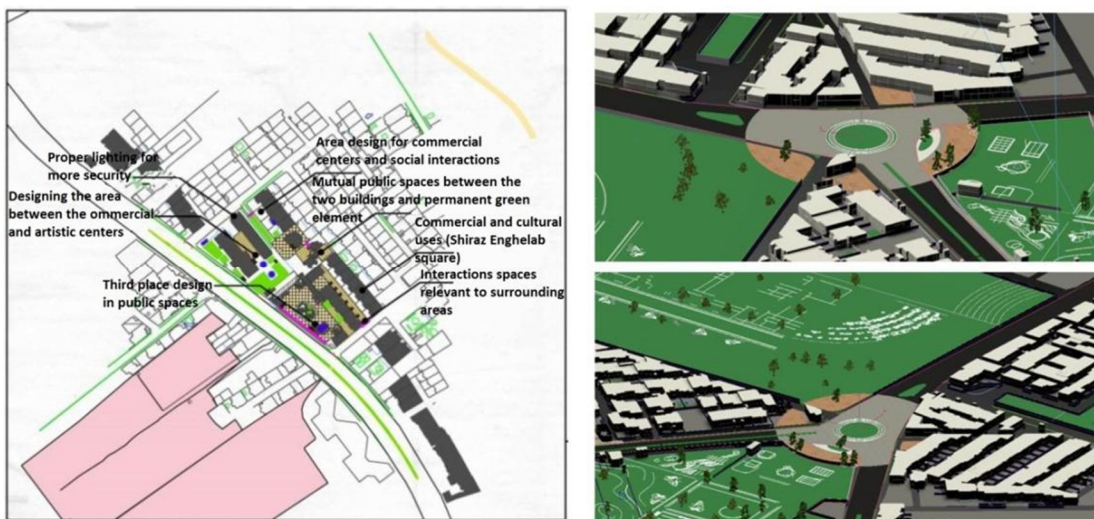 Proper lighting for
more security
Designing the area
between the ommercial
and artistic centers
Third place design
in public spaces
Area design for commercial
centers and social interactions
Mutual public spaces between the
two buildings and permanent green
element
Commercial and cultural
uses (Shiraz Enghelab
square)
Interactions spaces
relevant to surrounding
areas